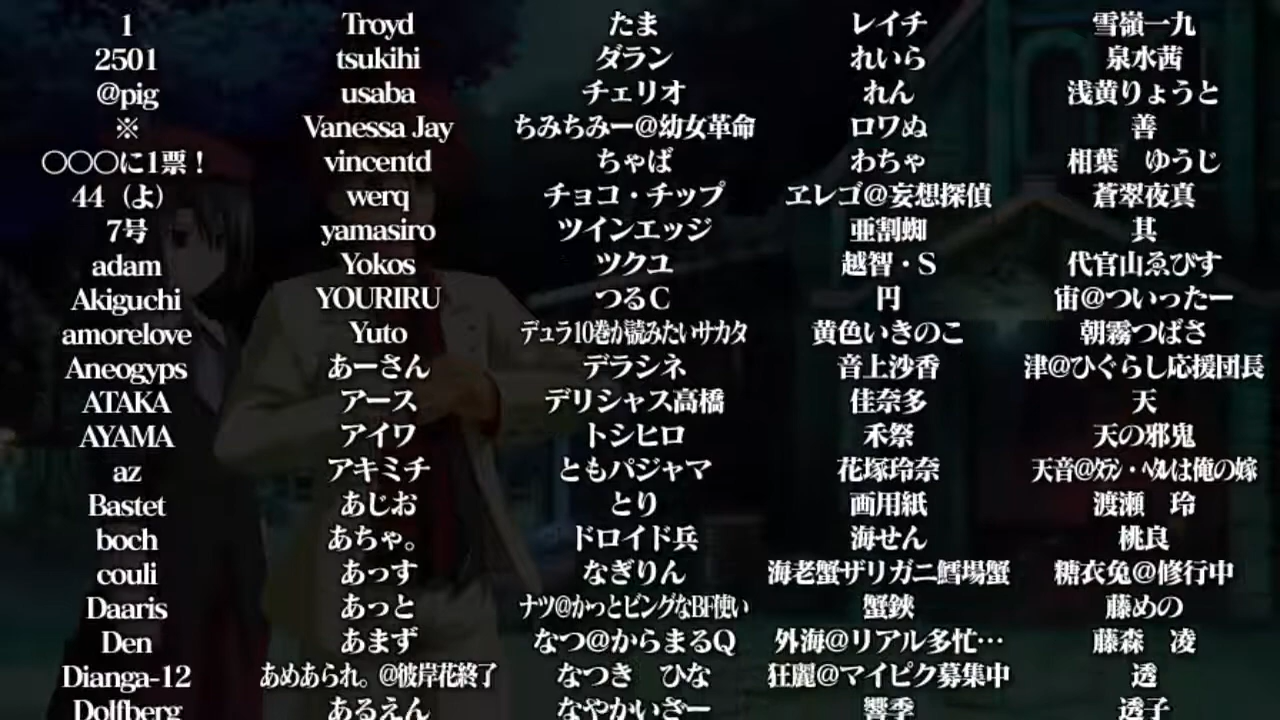 1 Troyd たま レイチ 雪嶺一九
2501 tsukihi ダラン れいら 泉水茜
@pig usaba チェリオ れん 浅黄りょうと
※ Vanessa Jay ちみちみー@幼女革命 ロワぬ 善
○○○に1票！ vincentd ちゃば わちゃ 相葉　ゆうじ
44（よ） werq チョコ・チップ ヱレゴ@妄想探偵 蒼翠夜真
7号 yamasiro ツインエッジ 亜割蜘 其
adam Yokos ツクユ 越智・S 代官山ゑびす
Akiguchi YOURIRU つるC 円 宙@ついったー
amorelove Yuto デュラ10巻が読みたいサカタ 黄色いきのこ 朝霧つばさ
Aneogyps あーさん デラシネ 音上沙香 津@ひぐらし応援団長
ATAKA アース デリシャス高橋 佳奈多 天
AYAMA アイワ トシヒロ 禾祭 天の邪鬼
az アキミチ ともパジャマ 花塚玲奈 天音@ｸﾗﾝ・ﾍﾙは俺の嫁
Bastet あじお とり 画用紙 渡瀬　玲
boch あちゃ。 ドロイド兵 海せん 桃良
couli あっす なぎりん 海老蟹ザリガニ鱈場蟹 糖衣兔@修行中
Daaris あっと ナツ@かっとビングなBF使い 蟹鋏 藤めの
Den あまず なつ@からまるQ 外海@リアル多忙… 藤森　凌
Dianga-12 あめあられ。@彼岸花終了 なつき　ひな 狂麗@マイピク募集中 透
Dolfberg あるえん なやかいざー 響季 透子